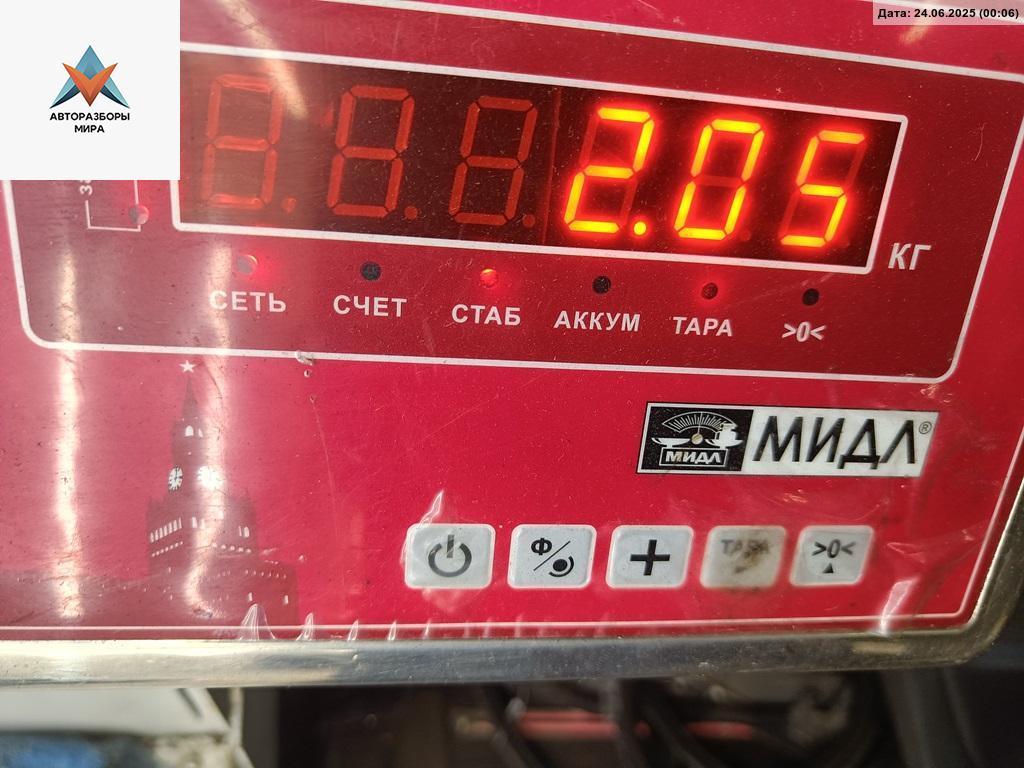 Дата: 24.06.2025 (00:06)
АВТОРАЗБОРЫ
МИРА
2.05
КГ
СЕТЬ
СЧЕТ
СТАБ
АККУМ
ТАРА
>0<
МИДЛ
МИДЛ®
Ф
ТАРА
>0<